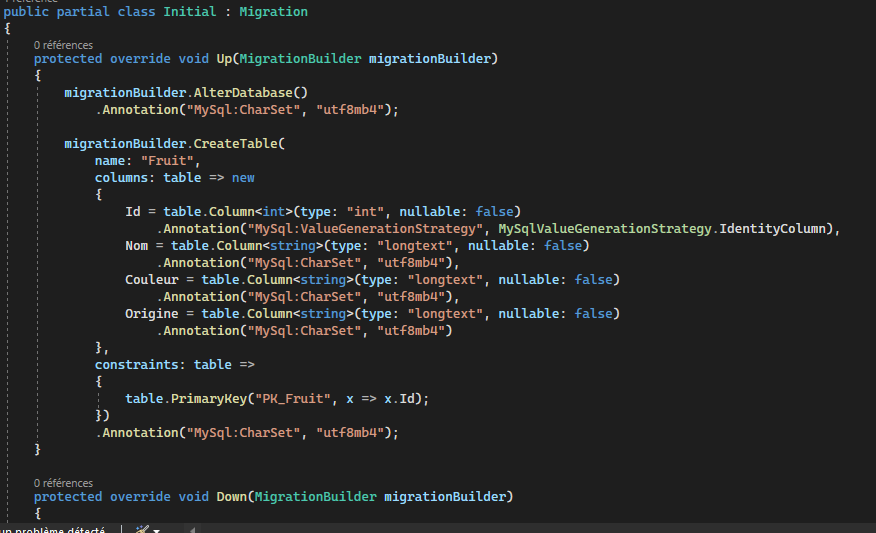 public partial class Initial : Migration
{
0 références
protected override void Up(MigrationBuilder migrationBuilder)
{
migrationBuilder.AlterDatabase()
.Annotation("MySql:CharSet", "utf8mb4");
migrationBuilder.CreateTable(
name: "Fruit",
columns: table => new
{
Id = table.Column<int>(type: "int", nullable: false)
.Annotation("MySql:ValueGenerationStrategy", MySqlValueGenerationStrategy.IdentityColumn),
Nom = table.Column<string>(type: "longtext", nullable: false)
.Annotation("MySql:CharSet", "utf8mb4"),
Couleur = table.Column<string>(type: "longtext", nullable: false)
.Annotation("MySql:CharSet", "utf8mb4"),
Origine = table.Column<string>(type: "longtext", nullable: false)
.Annotation("MySql:CharSet", "utf8mb4")
},
constraints: table =>
{
table.PrimaryKey("PK_Fruit", x => x.Id);
})
.Annotation("MySql:CharSet", "utf8mb4");
}
0 références
protected override void Down(MigrationBuilder migrationBuilder)
{
un problème détecté